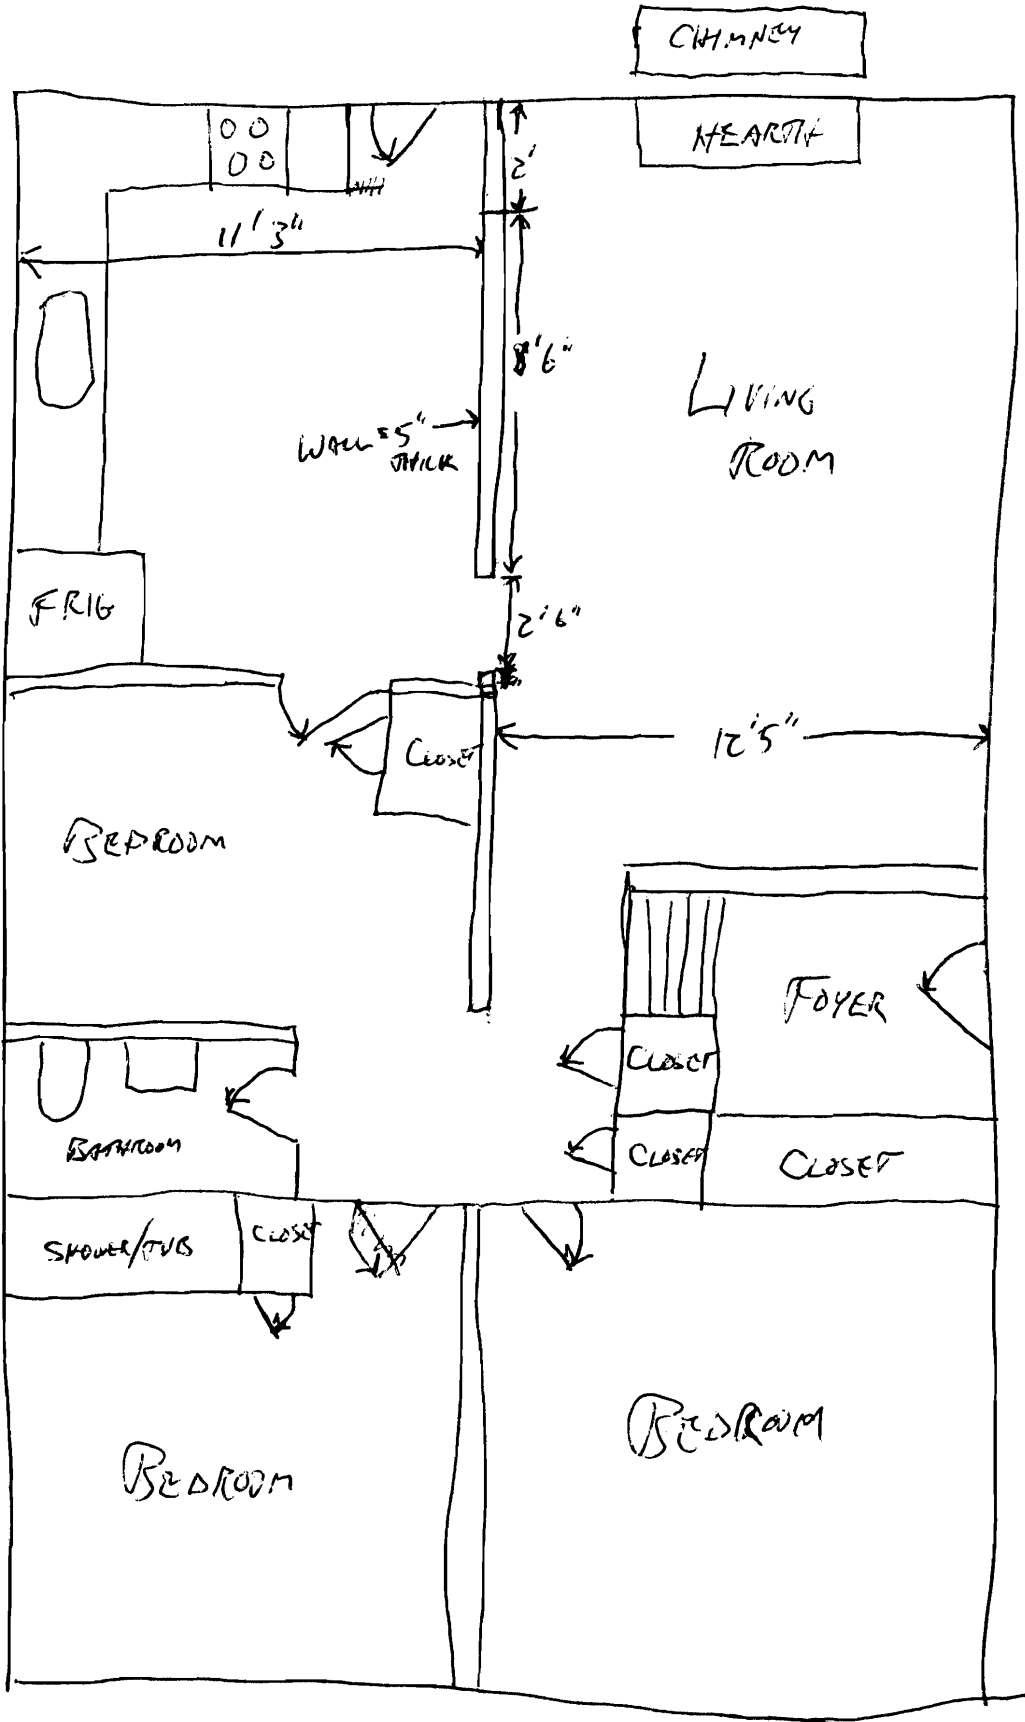 CHIMNEY
HEARTH
2'
11'3"
8'6"
LIVING
ROOM
WALL = 5"
THICK
FRIG
2'6"
CLOSET
12'5"
BEDROOM
FOYER
CLOSET
BATHROOM
CLOSET
CLOSET
SHOWER/TUB
CLOSET
BEDROOM
BEDROOM